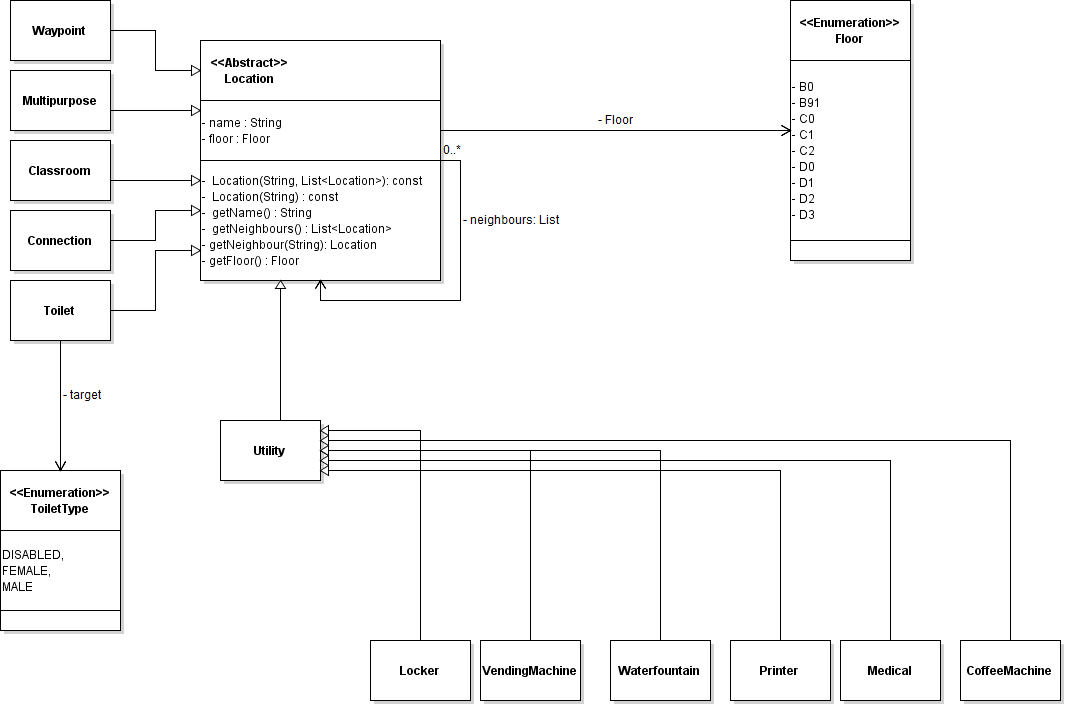 Waypoint
Multipurpose
Classroom
Connection
Toilet
<<Abstract>>
Location
- name : String
- floor : Floor
- Location(String, List<Location>): const
- Location(String) : const
- getName() : String
- getNeighbours() : List<Location>
- getNeighbour(String): Location
- getFloor() : Floor
- Floor
0..*
- neighbours: List
<<Enumeration>>
Floor
- B0
- B91
- C0
- C1
- C2
- D0
- D1
- D2
- D3
- target
Utility
<<Enumeration>>
ToiletType
DISABLED,
FEMALE,
MALE
Locker
VendingMachine
Waterfountain
Printer
Medical
CoffeeMachine